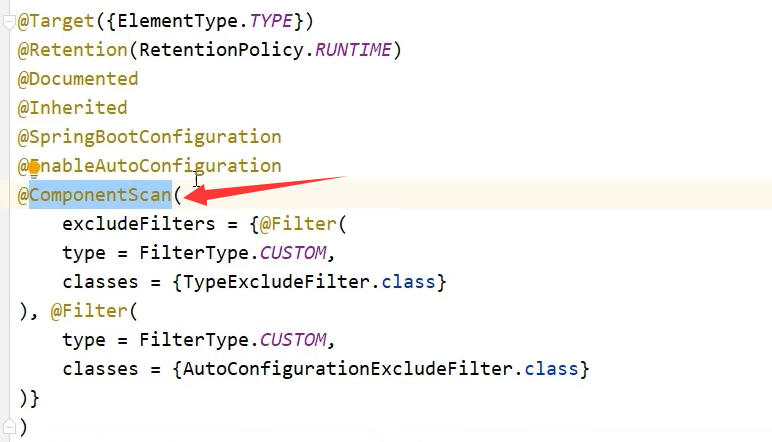 @Target({ElementType.TYPE})
@Retention(RetentionPolicy.RUNTIME)
@Documented
@Inherited
@SpringBootConfiguration
@EnableAutoConfiguration
@ComponentScan(
    excludeFilters = {@Filter(
    type = FilterType.CUSTOM,
    classes = {TypeExcludeFilter.class}
), @Filter(
    type = FilterType.CUSTOM,
    classes = {AutoConfigurationExcludeFilter.class}
)}
)